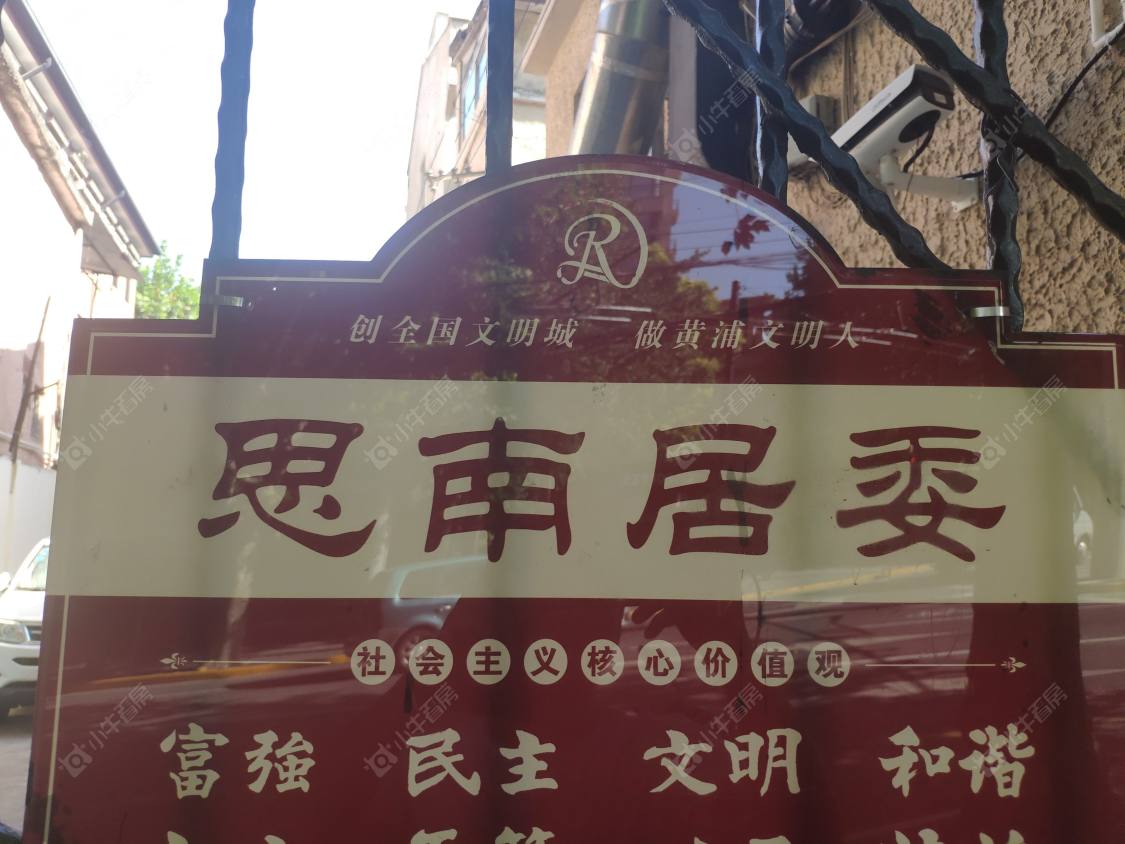 创全国文明城 做黄浦文明人
思南居委
社会主义核心价值观
富強 民主 文明 和谐